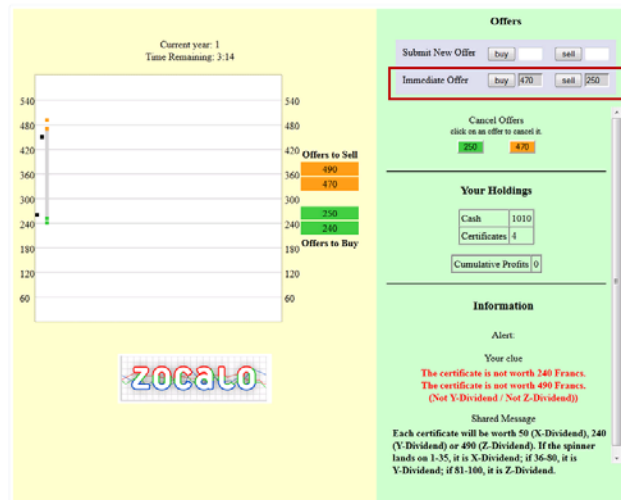 Current year: 1
Time Remaining: 3:14
540
480
420
360
300
240
180
120
60
540
480
420
360
300
240
180
120
60
Offers to Sell
490
470
250
240
Offers to Buy
ZOCALO
Offers
Submit New Offer buy sell
Immediate Offer buy 470 sell 250
Cancel Offers
click on an offer to cancel it.
250 470
Your Holdings
Cash 1010
Certificates 4
Cumulative Profits 0
Information
Alert:
Your clue
The certificate is not worth 240 Francs.
The certificate is not worth 490 Francs.
(Not Y-Dividend / Not Z-Dividend))
Shared Message
Each certificate will be worth 50 (X-Dividend), 240
(Y-Dividend) or 490 (Z-Dividend). If the spinner
lands on 1-35, it is X-Dividend; if 36-80, it is
Y-Dividend; if 81-100, it is Z-Dividend.